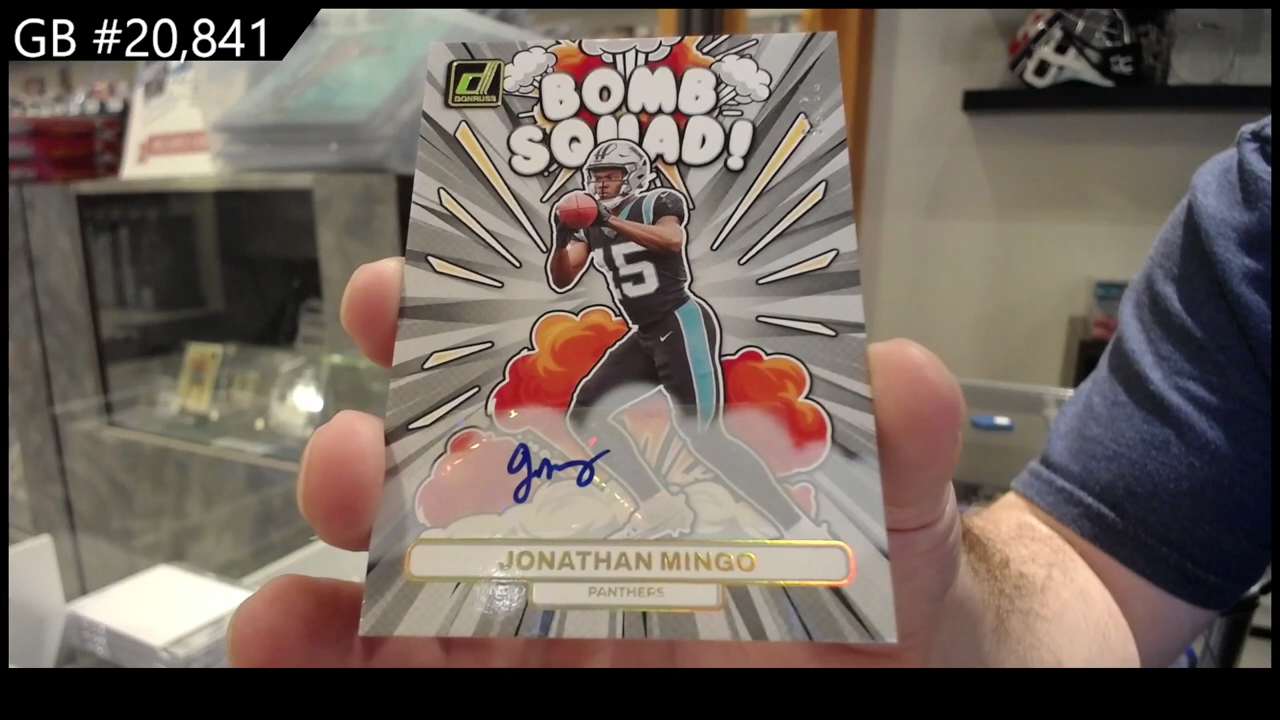 GB #20,841
DONRUSS
BOMB
SQUAD!
15
JONATHAN MINGO
PANTHERS